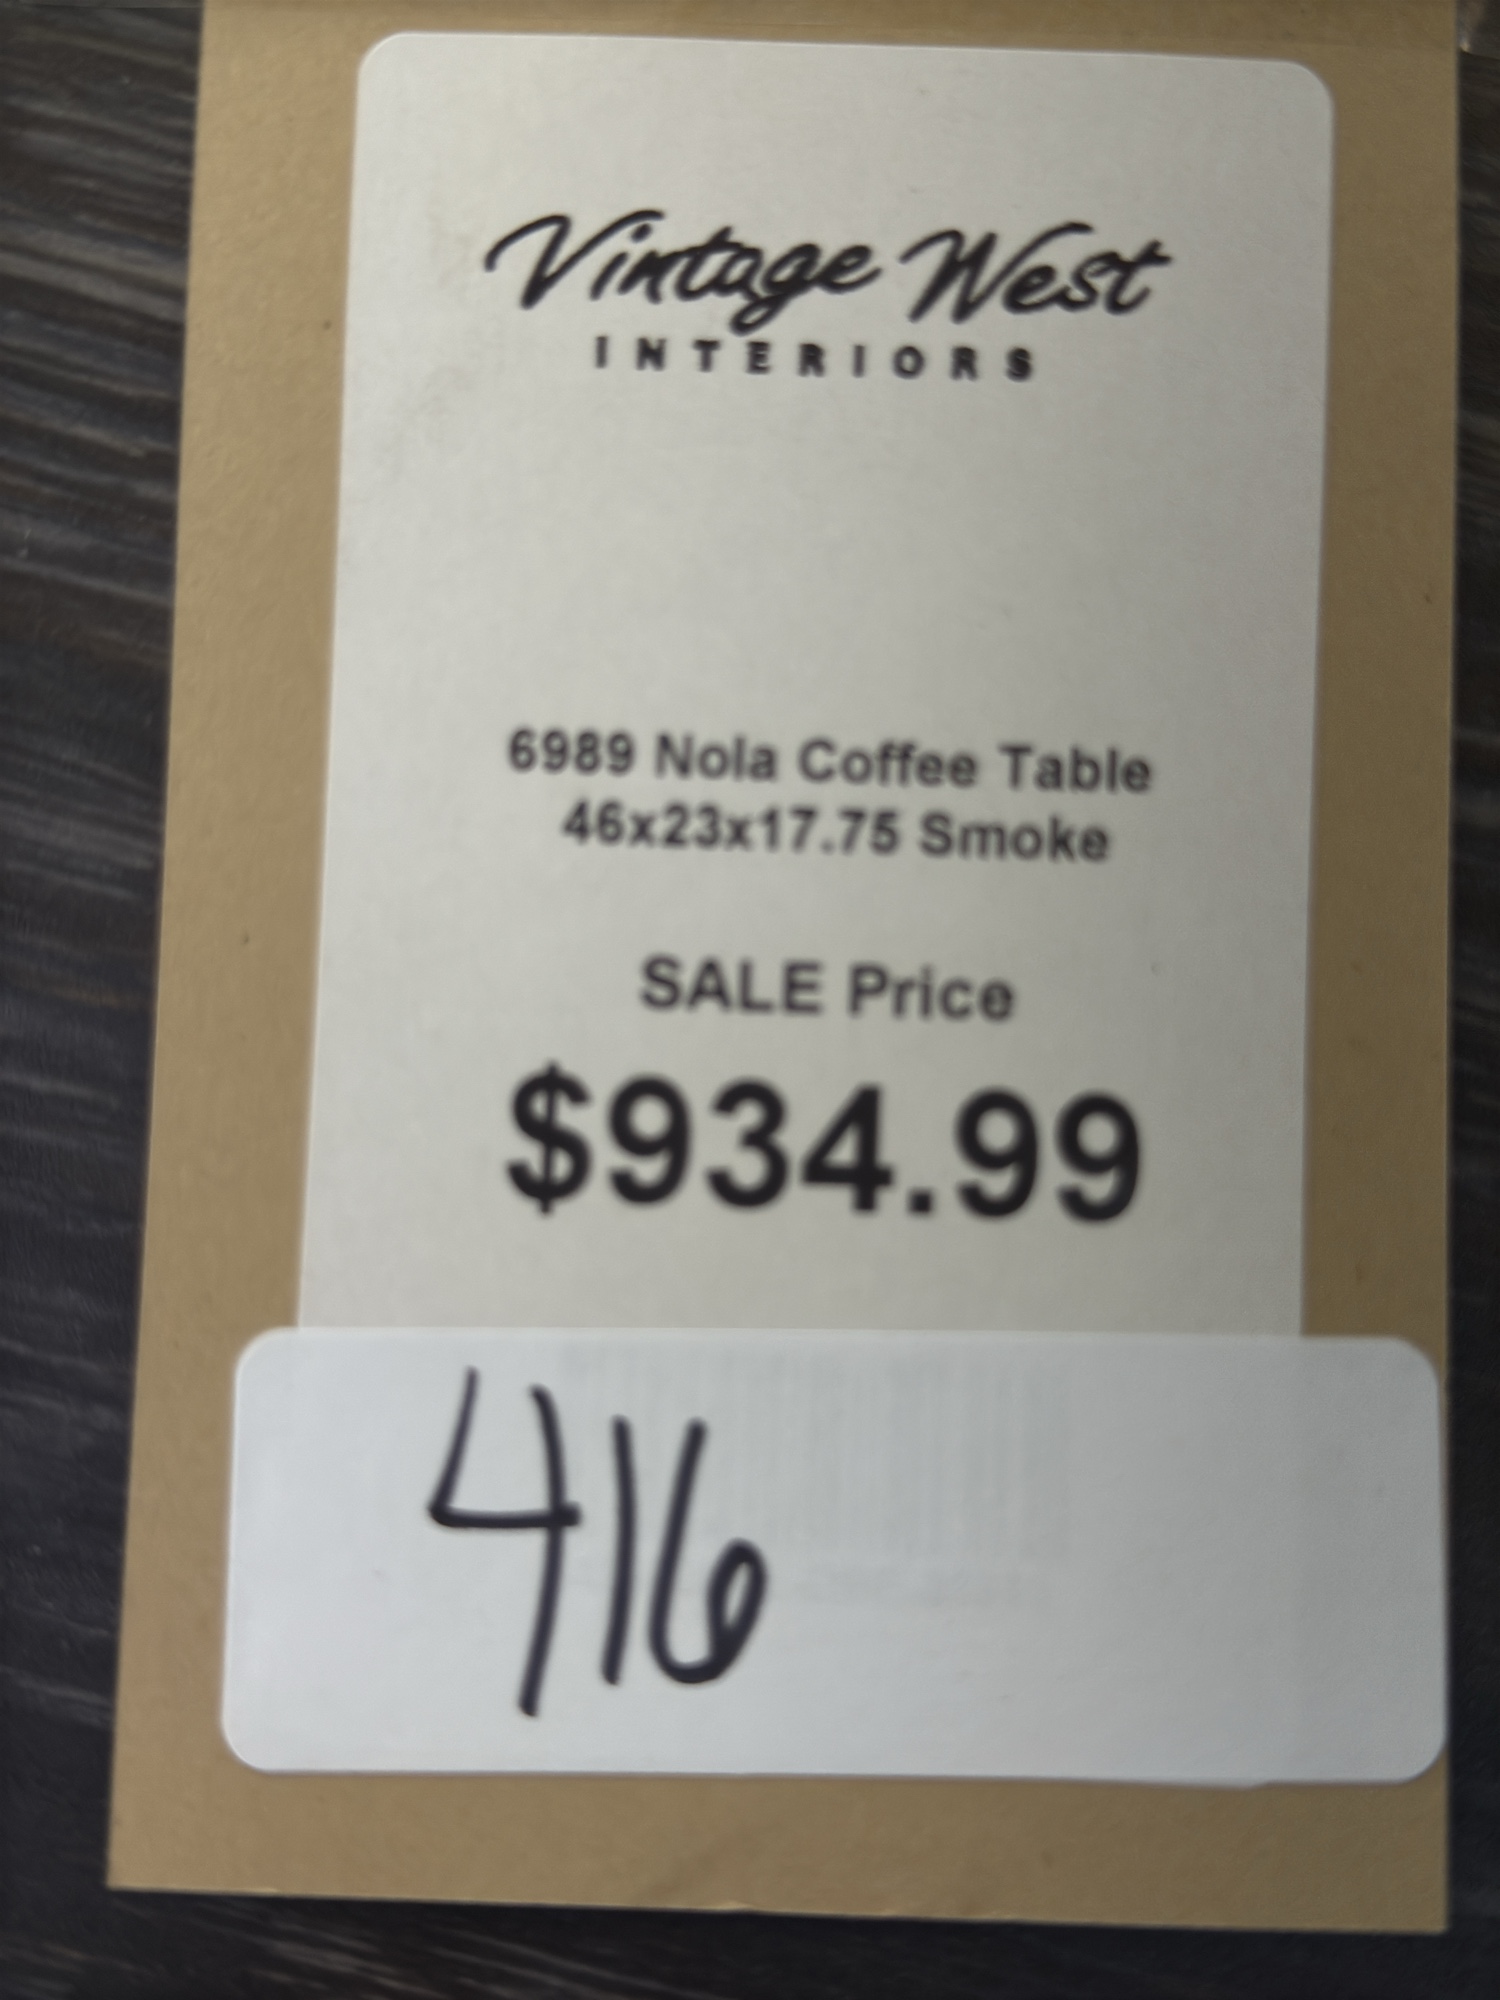 Vintage West
INTERIORS
6989 Nola Coffee Table
46x23x17.75 Smoke
SALE Price
$934.99
416